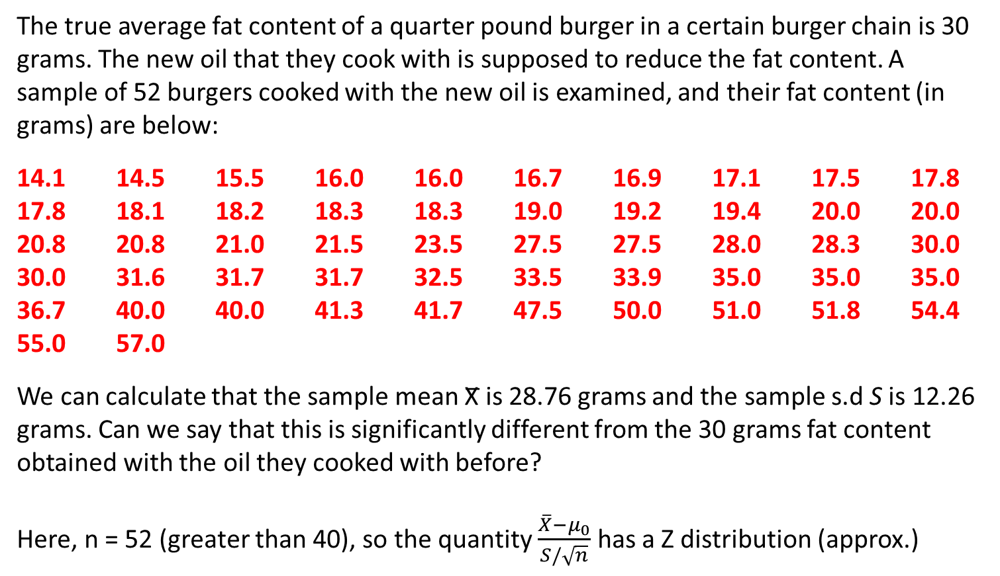 The true average fat content of a quarter pound burger in a certain burger chain is 30
grams. The new oil that they cook with is supposed to reduce the fat content. A
sample of 52 burgers cooked with the new oil is examined, and their fat content (in
grams) are below:
14.1 14.5 15.5 16.0 16.0 16.7 16.9 17.1 17.5 17.8
17.8 18.1 18.2 18.3 18.3 19.0 19.2 19.4 20.0 20.0
20.8 20.8 21.0 21.5 23.5 27.5 27.5 28.0 28.3 30.0
30.0 31.6 31.7 31.7 32.5 33.5 33.9 35.0 35.0 35.0
36.7 40.0 40.0 41.3 41.7 47.5 50.0 51.0 51.8 54.4
55.0 57.0
We can calculate that the sample mean X̅ is 28.76 grams and the sample s.d S is 12.26
grams. Can we say that this is significantly different from the 30 grams fat content
obtained with the oil they cooked with before?
Here, n = 52 (greater than 40), so the quantity (X̅−μ₀)/(S/√n) has a Z distribution (approx.)